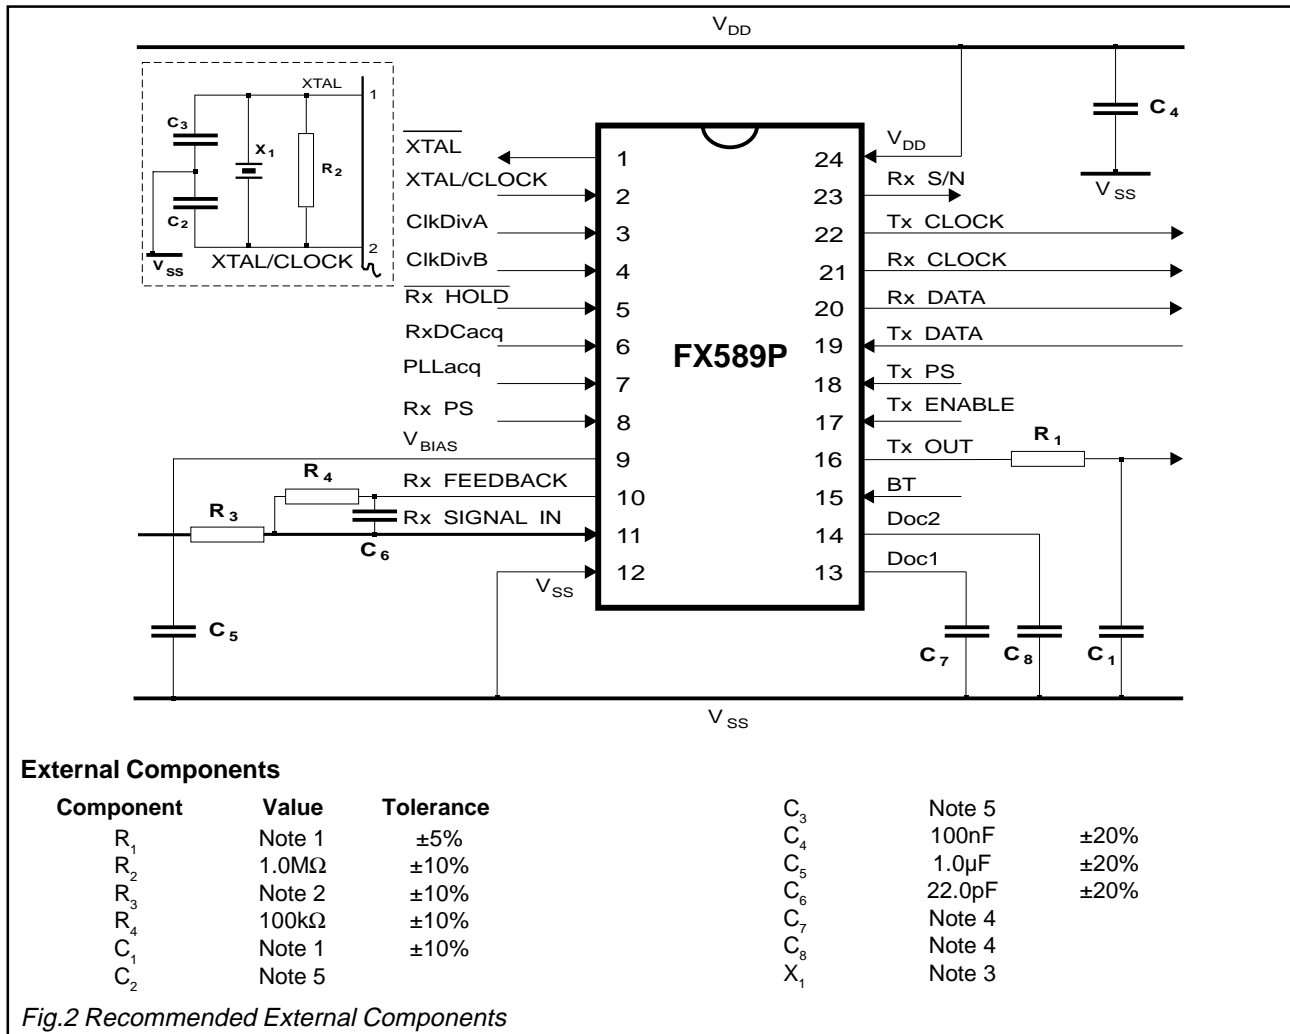 VDD
XTAL
1
C3
X1
R2
C2
2
VSS
XTAL/CLOCK
C4
VSS
XTAL
XTAL/CLOCK
ClkDivA
ClkDivB
Rx HOLD
RxDCacq
PLLacq
Rx PS
VBIAS
Rx FEEDBACK
Rx SIGNAL IN
VSS
R4
R3
C6
C5
1
2
3
4
5
6
7
8
9
10
11
12
FX589P
24
23
22
21
20
19
18
17
16
15
14
13
VDD
Rx S/N
Tx CLOCK
Rx CLOCK
Rx DATA
Tx DATA
Tx PS
Tx ENABLE
Tx OUT
R1
BT
Doc2
Doc1
C7
C8
C1
VSS
External Components
Component Value Tolerance
R1 Note 1 ±5%
R2 1.0MΩ ±10%
R3 Note 2 ±10%
R4 100kΩ ±10%
C1 Note 1 ±10%
C2 Note 5
C3 Note 5
C4 100nF ±20%
C5 1.0µF ±20%
C6 22.0pF ±20%
C7 Note 4
C8 Note 4
X1 Note 3
Fig.2 Recommended External Components